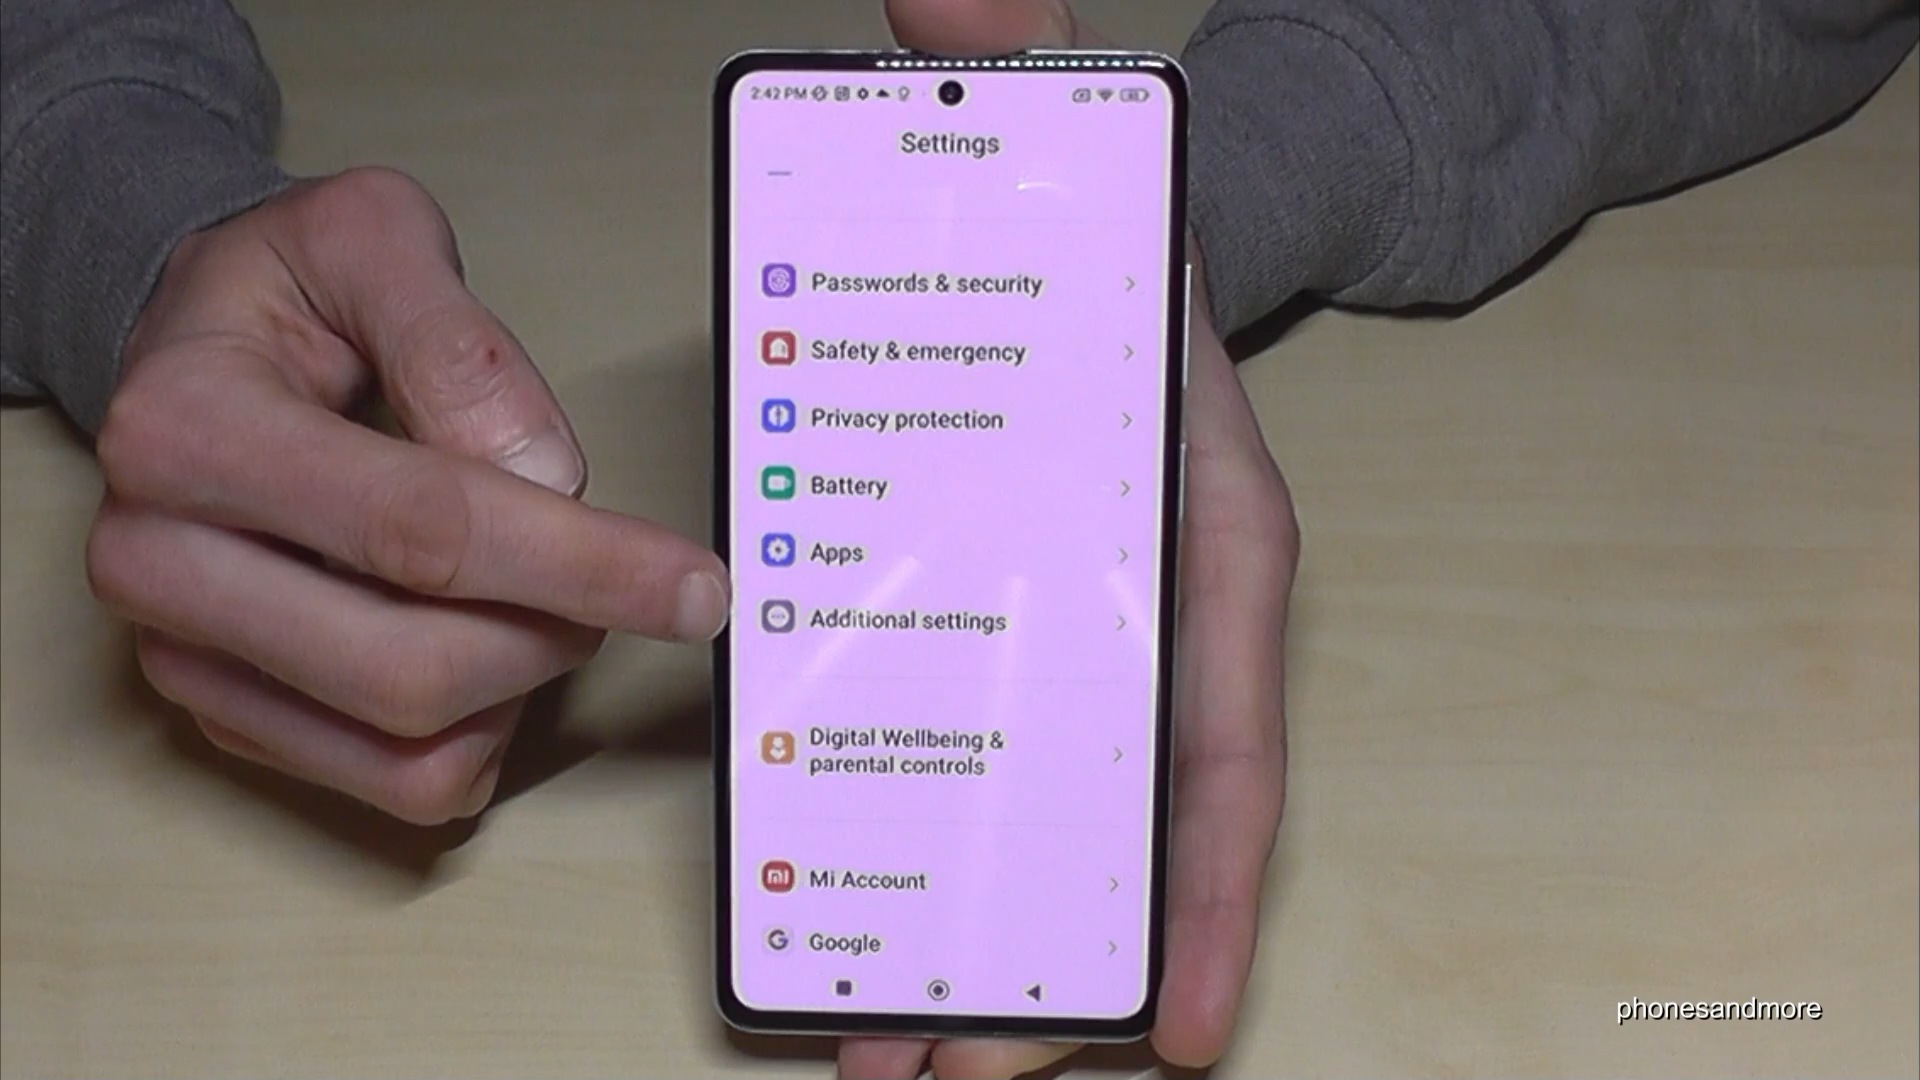 2:42 PM
Settings
Passwords & security
Safety & emergency
Privacy protection
Battery
Apps
Additional settings
Digital Wellbeing &
parental controls
Mi Account
Google
phonesandmore